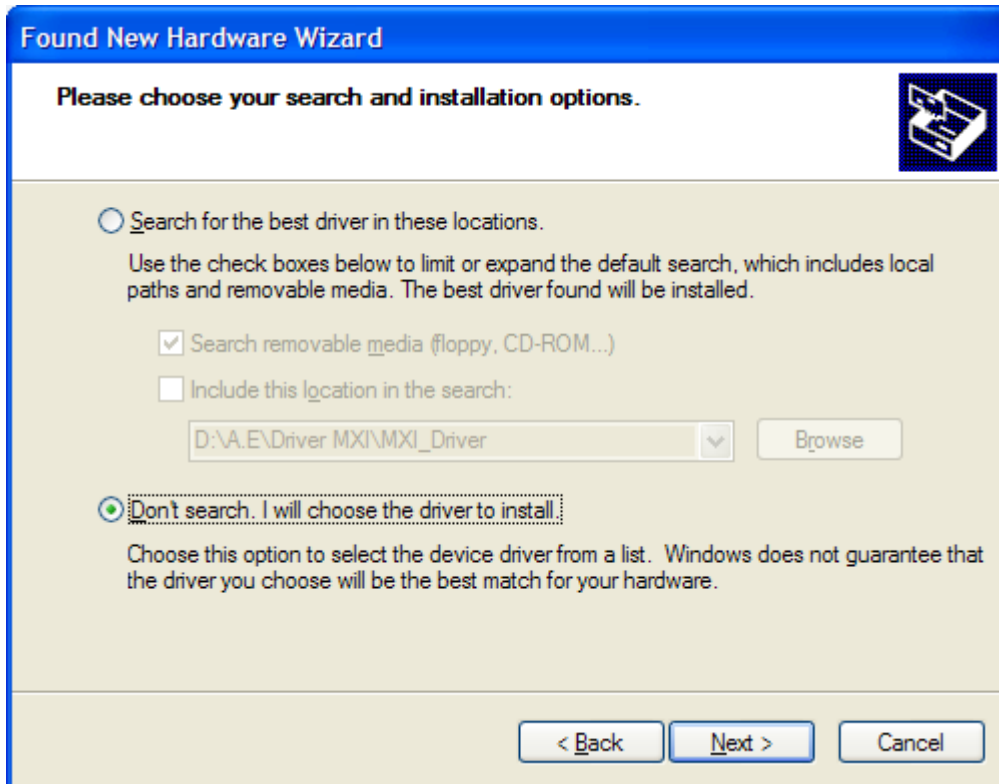 Found New Hardware Wizard
Please choose your search and installation options.
Search for the best driver in these locations.
Use the check boxes below to limit or expand the default search, which includes local
paths and removable media. The best driver found will be installed.
Search removable media (floppy, CD-ROM...)
Include this location in the search:
D:\A.E\Driver MXI\MXI_Driver
Browse
Don't search. I will choose the driver to install.
Choose this option to select the device driver from a list.  Windows does not guarantee that
the driver you choose will be the best match for your hardware.
< Back
Next >
Cancel